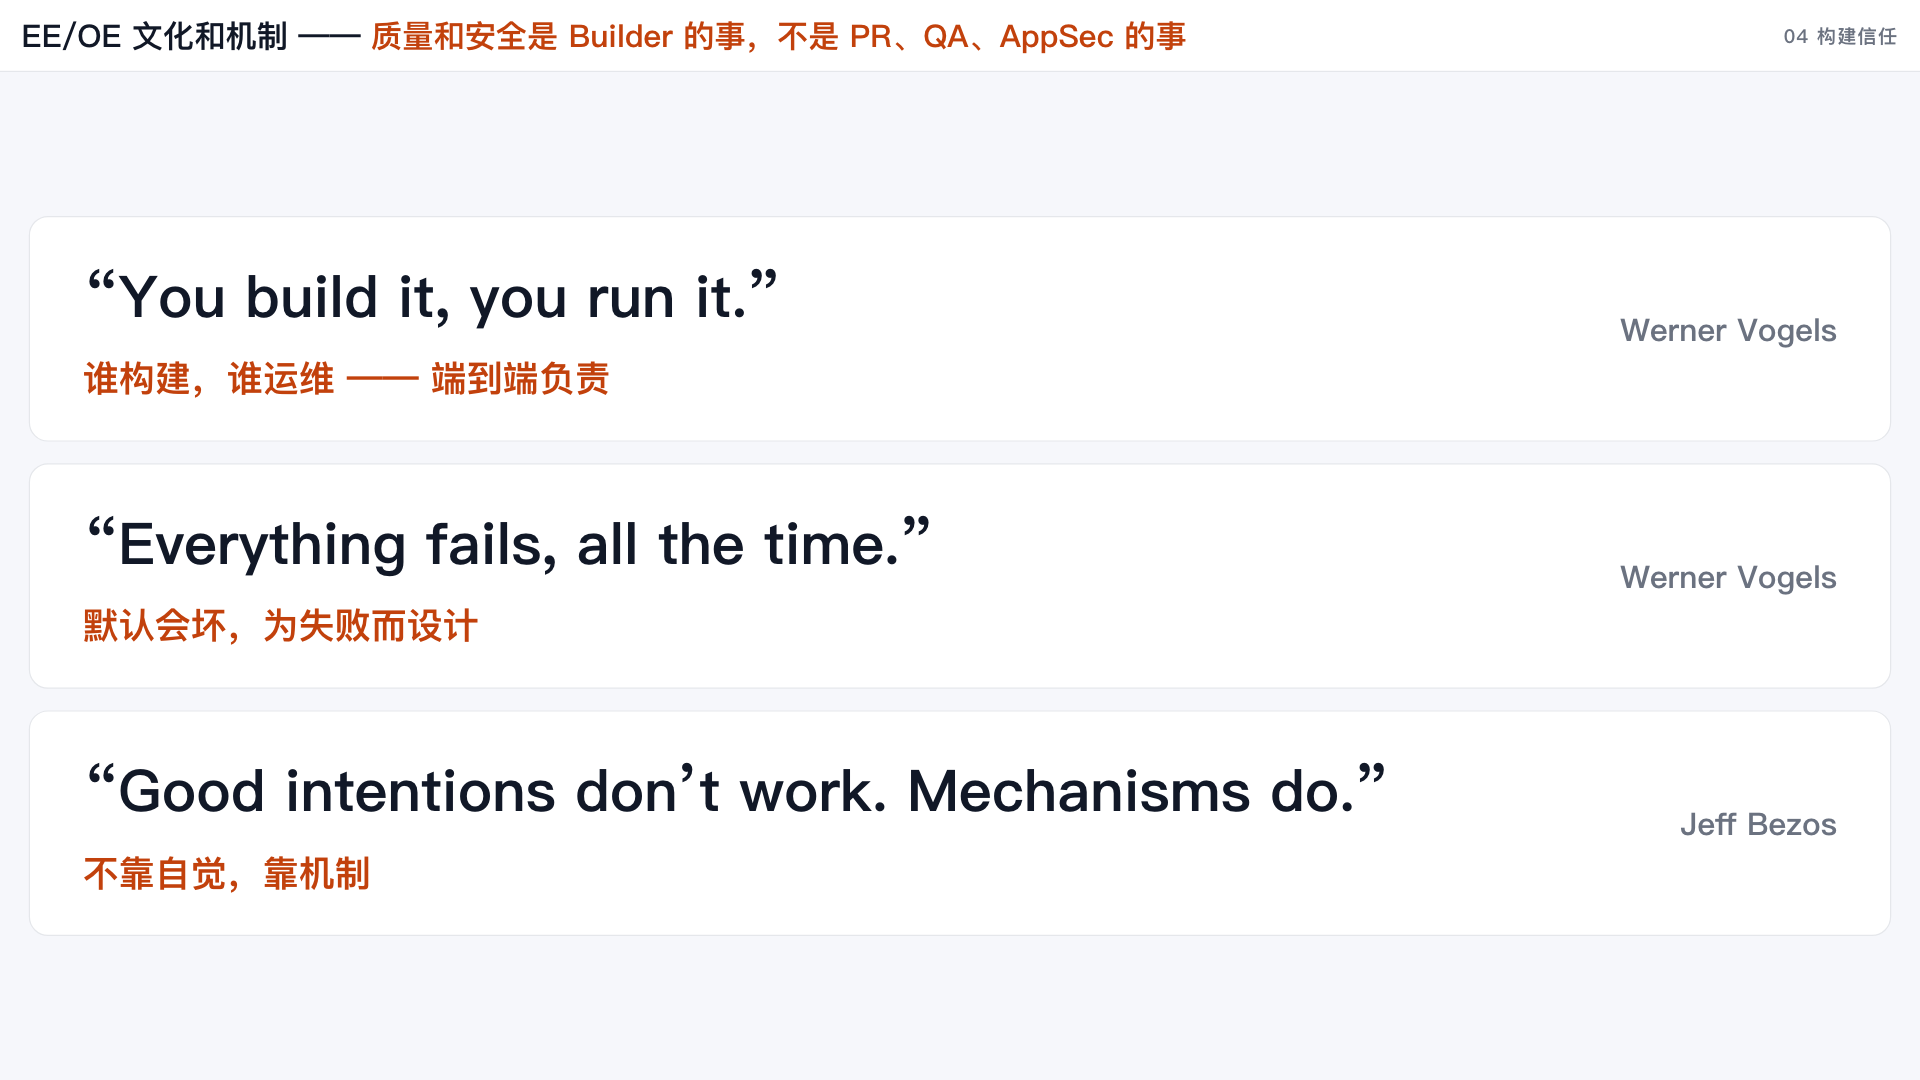 EE/OE 文化和机制 —— 质量和安全是 Builder 的事，不是 PR、QA、AppSec 的事
04 构建信任
“You build it, you run it.”
谁构建，谁运维 —— 端到端负责
Werner Vogels
“Everything fails, all the time.”
默认会坏，为失败而设计
Werner Vogels
“Good intentions don’t work. Mechanisms do.”
不靠自觉，靠机制
Jeff Bezos